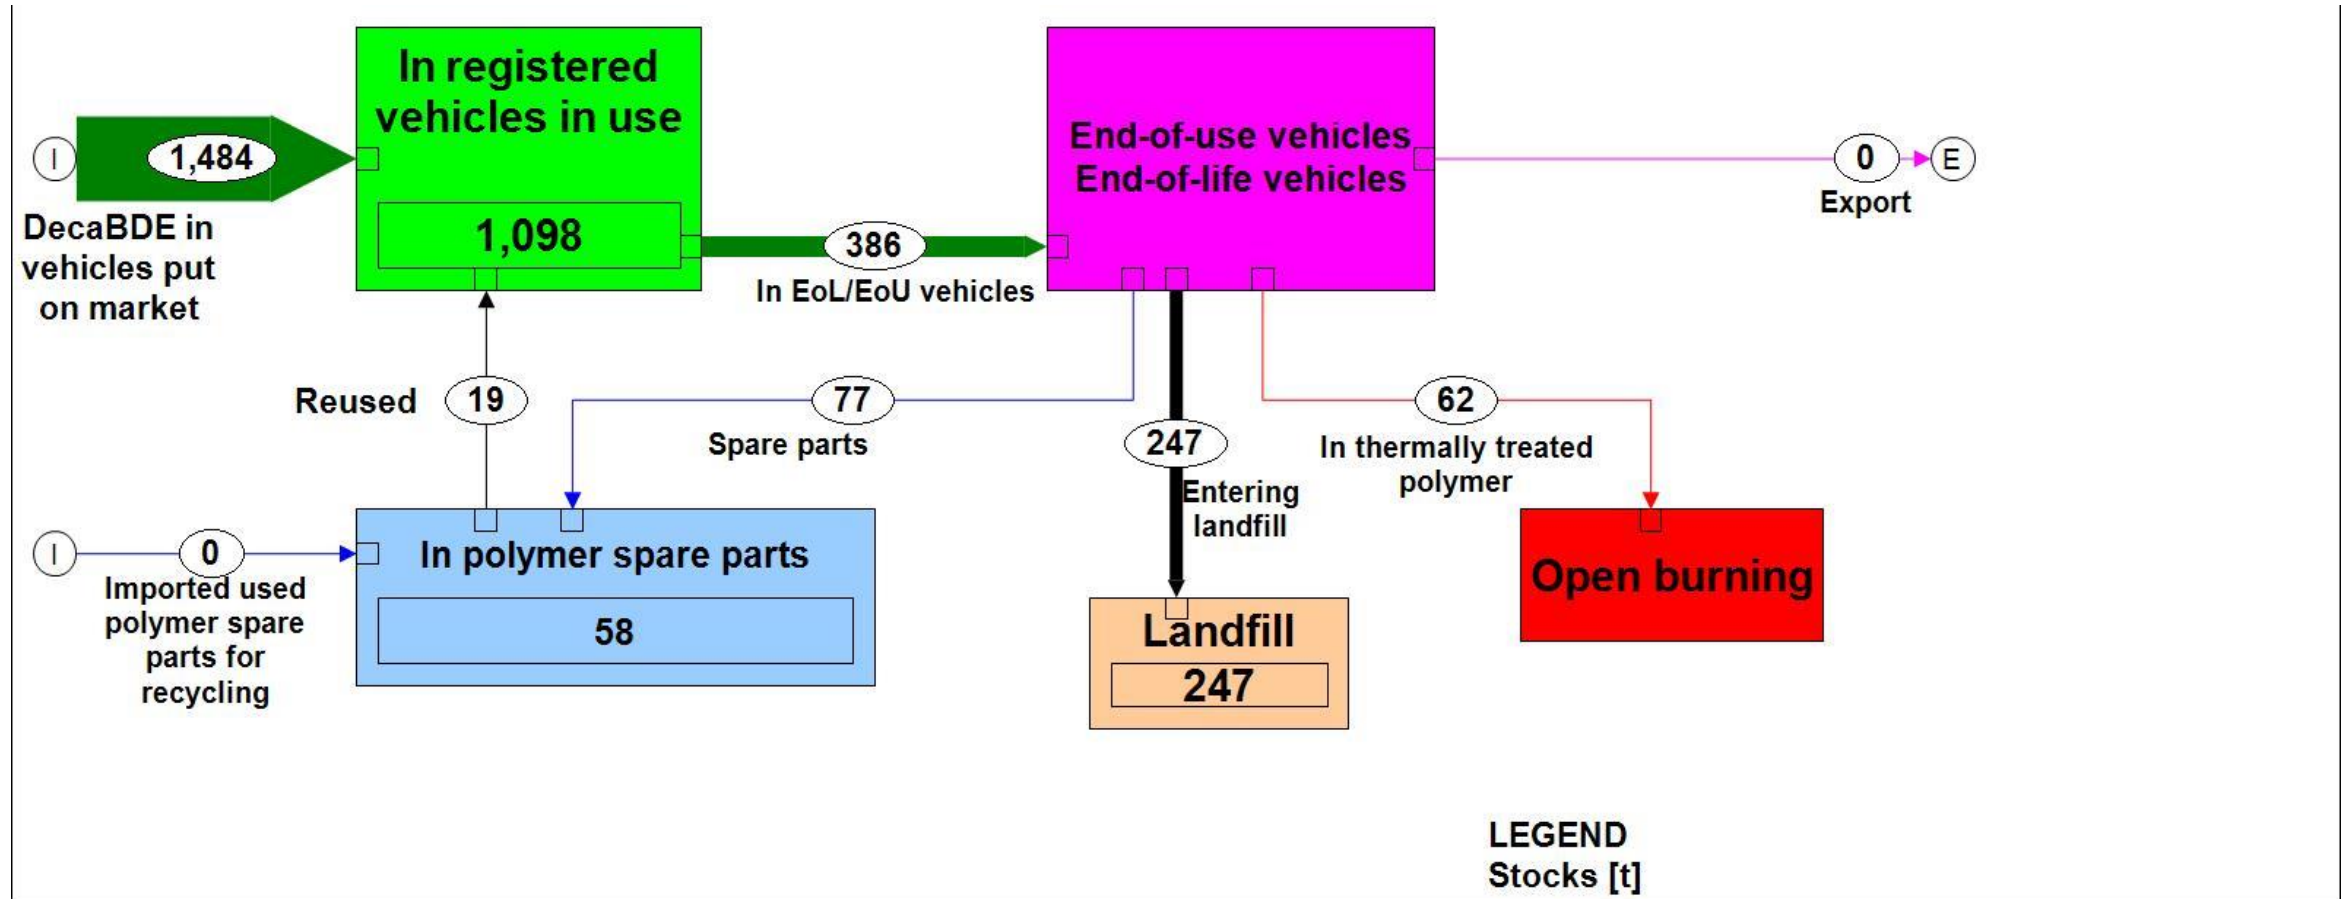 In registered
vehicles in use
1,098
I
1,484
DecaBDE in
vehicles put
on market
386
In EoL/EoU vehicles
End-of-use vehicles
End-of-life vehicles
0
E
Export
Reused
19
77
Spare parts
247
Entering
landfill
62
In thermally treated
polymer
I
0
Imported used
polymer spare
parts for
recycling
In polymer spare parts
58
Landfill
247
Open burning
LEGEND
Stocks [t]